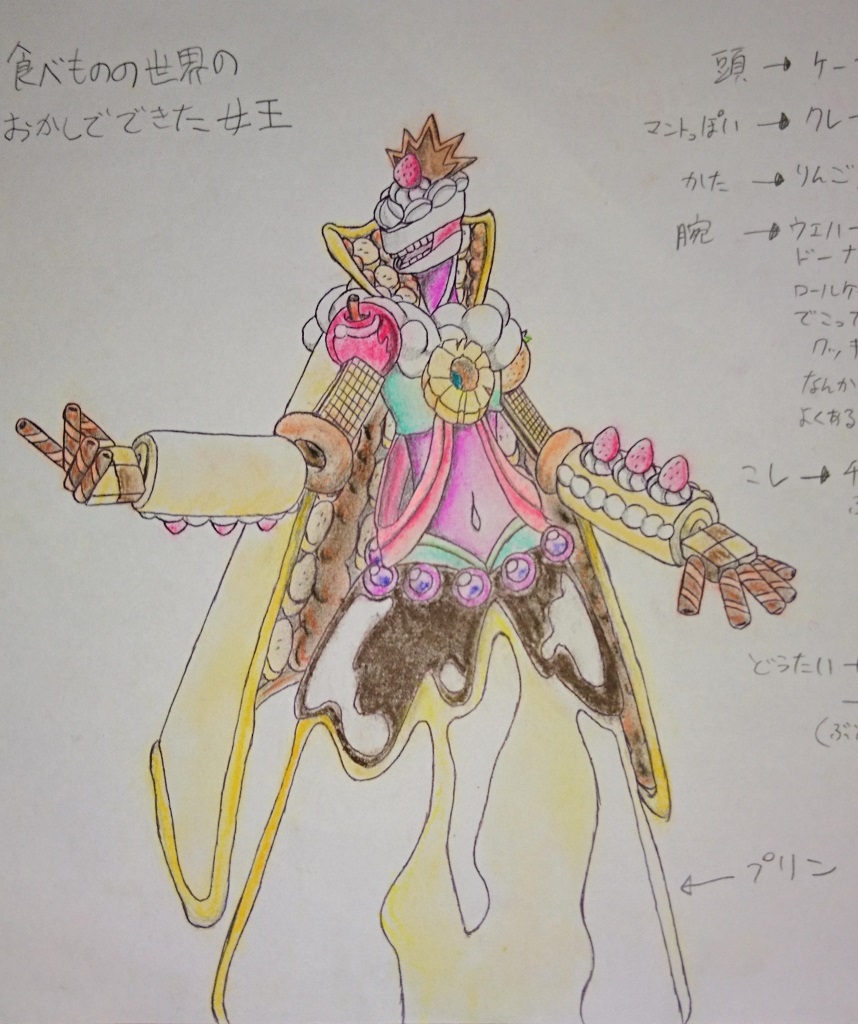 食べものの世界の
おかしでできた女王
頭 → ケー
マントっぽい → クレー
かた → りんご
腕 → ウエハー
ドーナ
ロールケ
でこっ
クッキ
なんか
よくある
こし → チ
どうたい →
(ぶ
← プリン